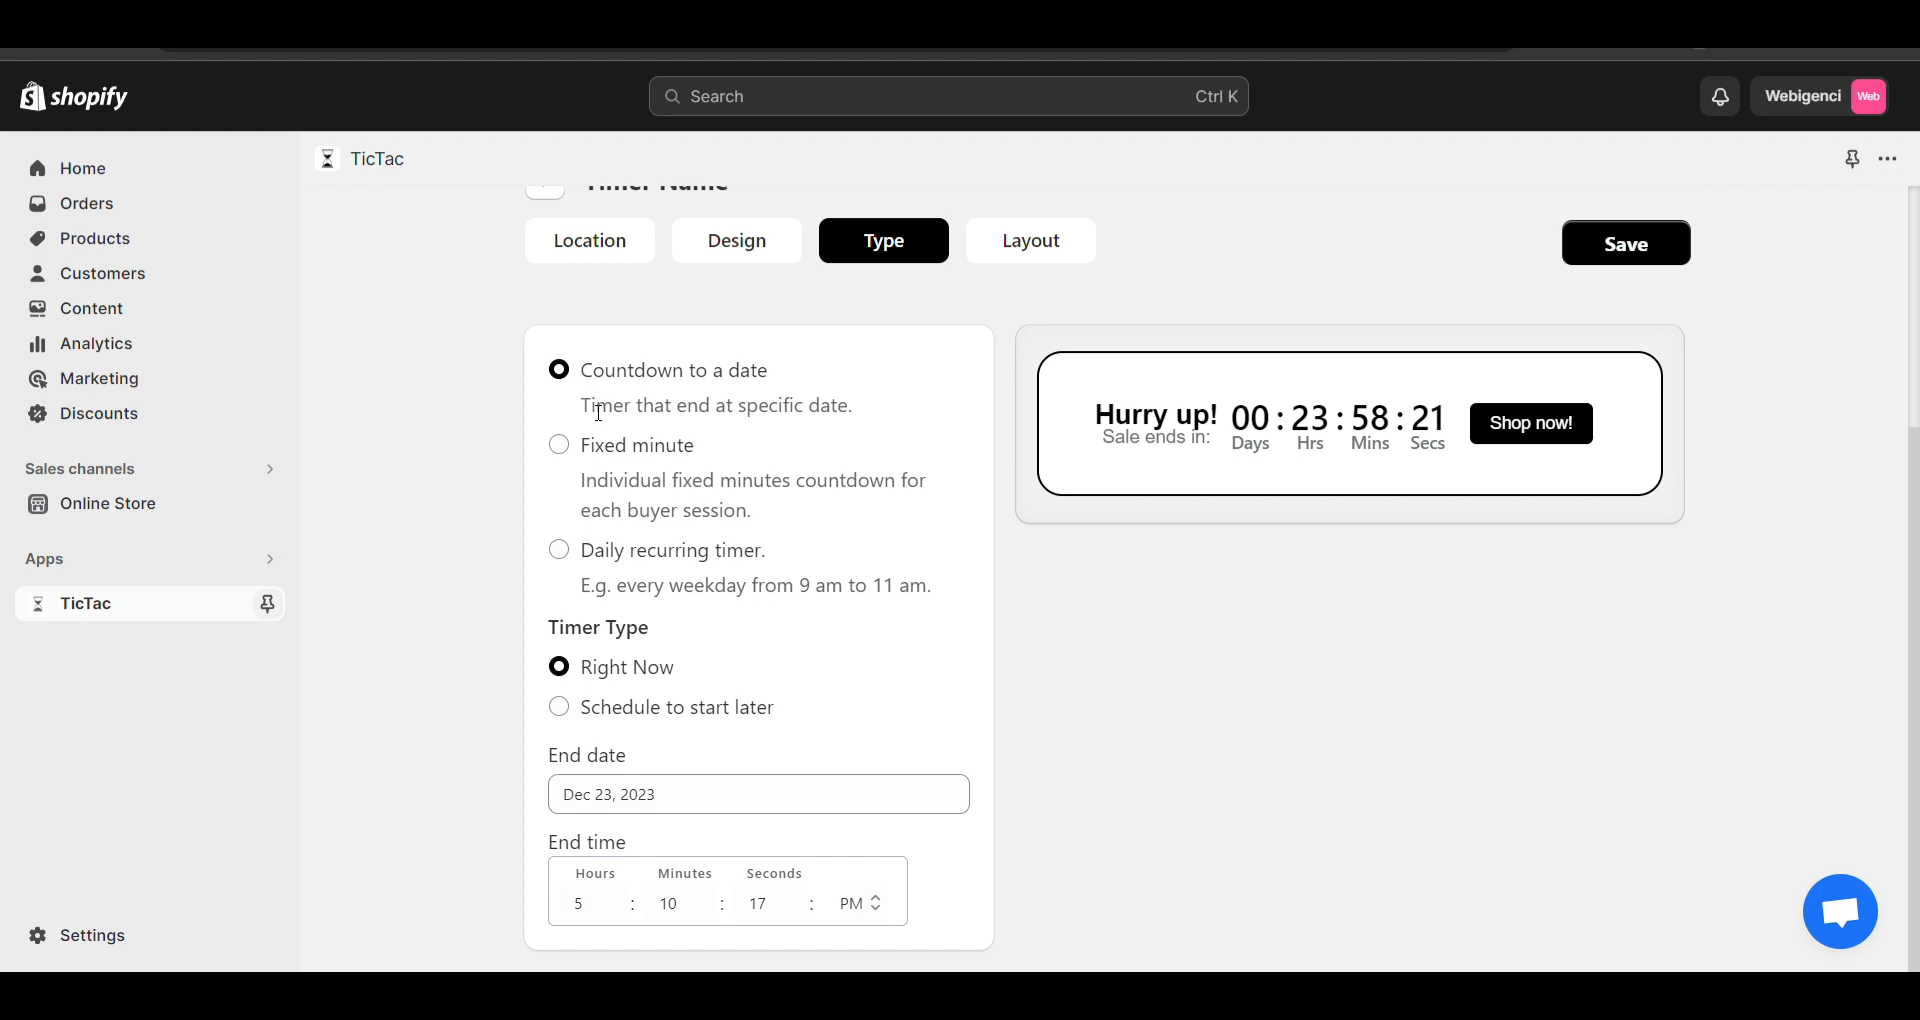 shopify
Search
Ctrl K
Webigenci
Web
Home
Orders
Products
Customers
Content
Analytics
Marketing
Discounts
Sales channels
Online Store
Apps
TicTac
Settings
TicTac
Timer Name
Location
Design
Type
Layout
Save
Countdown to a date
Timer that end at specific date.
Fixed minute
Individual fixed minutes countdown for
each buyer session.
Daily recurring timer.
E.g. every weekday from 9 am to 11 am.
Timer Type
Right Now
Schedule to start later
End date
Dec 23, 2023
End time
Hours Minutes Seconds
5 : 10 : 17 : PM
Hurry up!
Sale ends in:
00 : 23 : 58 : 21
Days Hrs Mins Secs
Shop now!